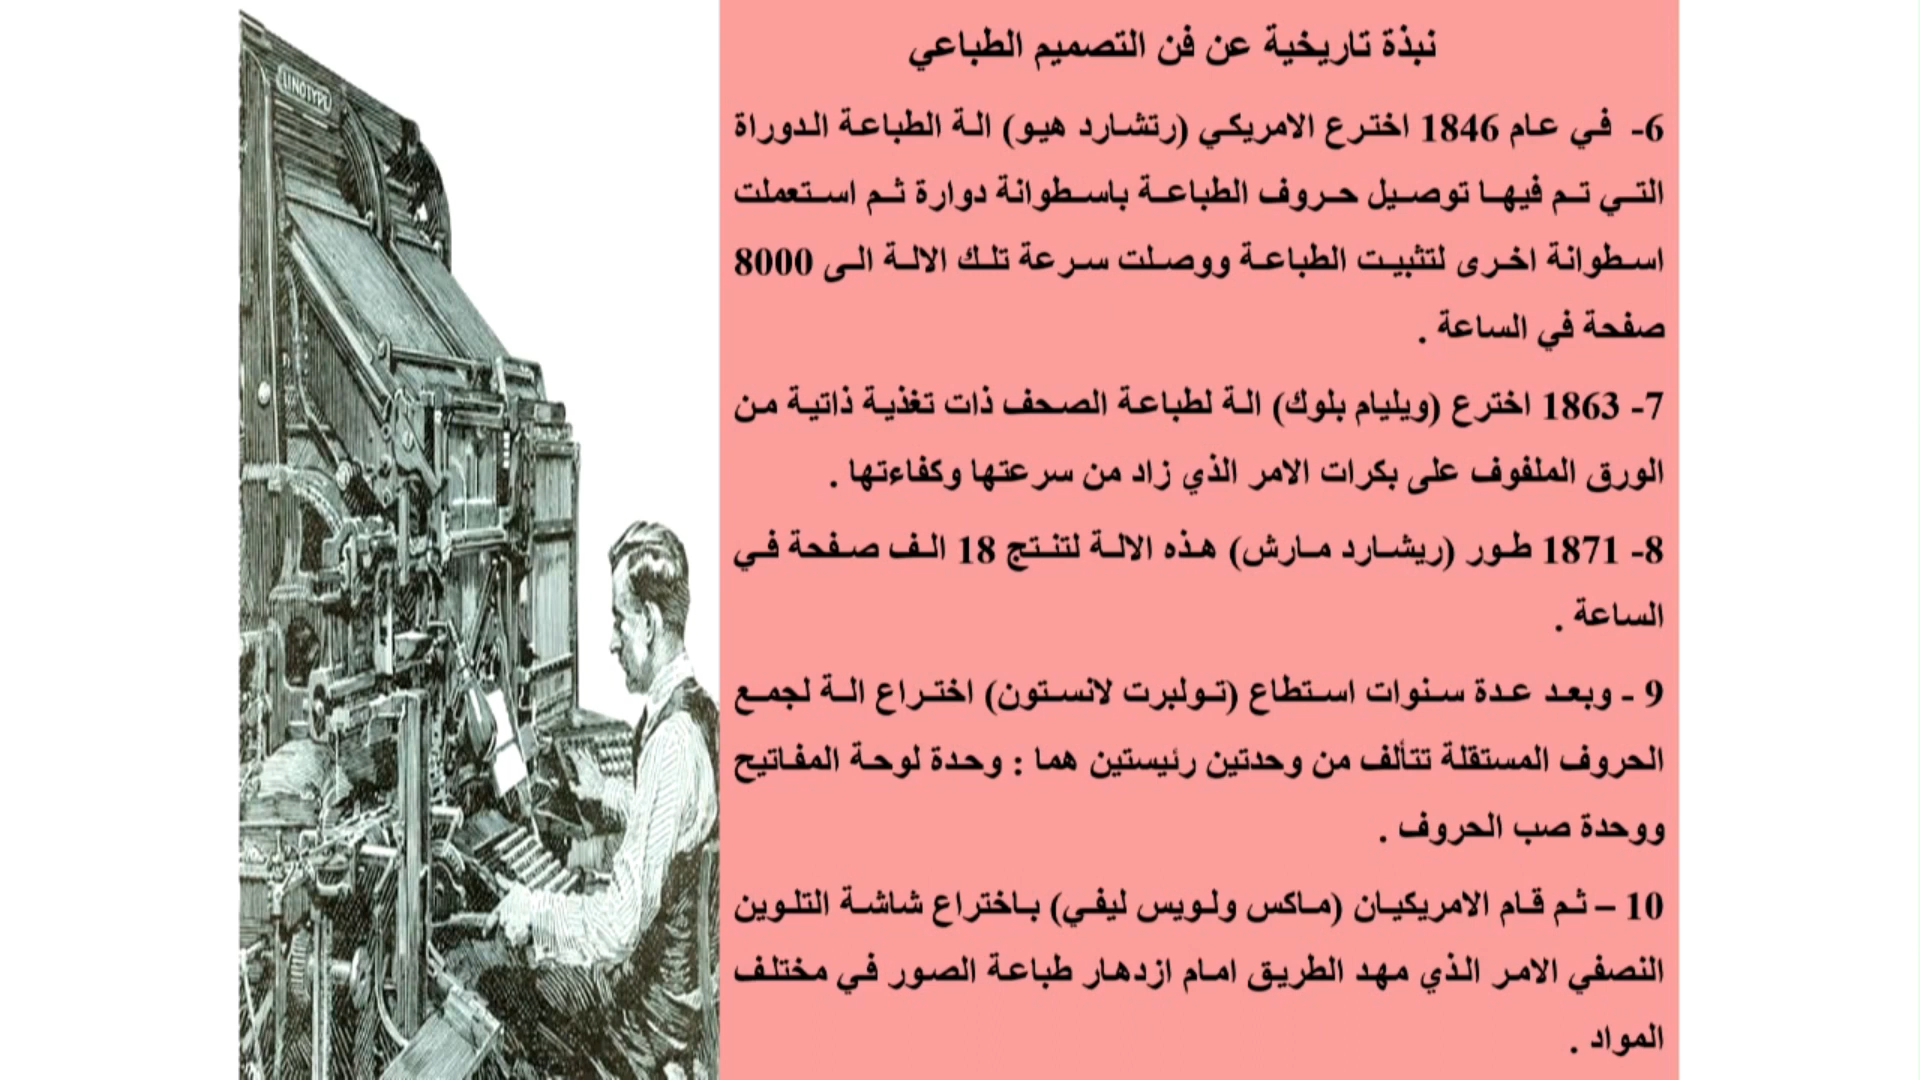 نبذة تاريخية عن فن التصميم الطباعي
6- في عام 1846 اخترع الامريكي (رتشارد هيو) الة الطباعة الدوراة
التي تم فيها توصيل حروف الطباعة باسطوانة دوارة ثم استعملت
اسطوانة اخرى لتثبيت الطباعة ووصلت سرعة تلك الالة الى 8000
صفحة في الساعة .
7- 1863 اخترع (ويليام بلوك) الة لطباعة الصحف ذات تغذية ذاتية من
الورق الملفوف على بكرات الامر الذي زاد من سرعتها وكفاءتها .
8- 1871 طور (ريشارد مارش) هذه الالة لتنتج 18 الف صفحة في
الساعة .
9 - وبعد عدة سنوات استطاع (تولبرت لانستون) اختراع الة لجمع
الحروف المستقلة تتألف من وحدتين رئيستين هما : وحدة لوحة المفاتيح
ووحدة صب الحروف .
10 – ثم قام الامريكيان (ماكس ولويس ليفي) باختراع شاشة التلوين
النصفي الامر الذي مهد الطريق امام ازدهار طباعة الصور في مختلف
المواد .
LINOTYPE